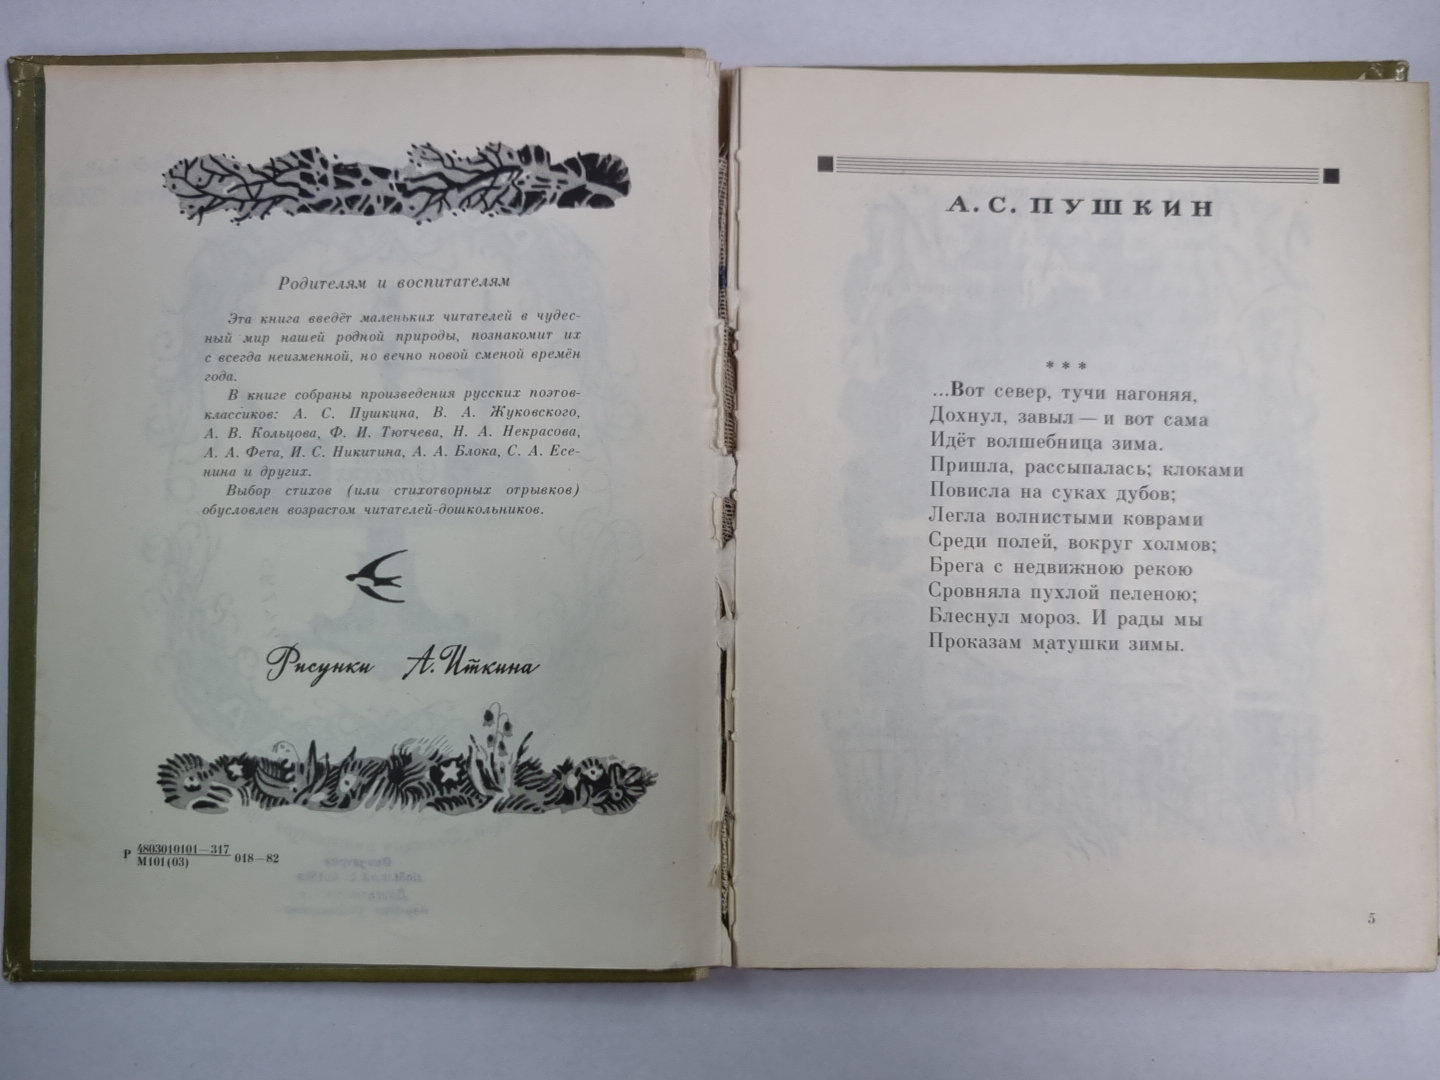 Родителям и воспитателям
Эта книга введёт маленьких читателей в чудес-
ный мир нашей родной природы, познакомит их
с всегда неизменной, но вечно новой сменой времён
года.
В книге собраны произведения русских поэтов-
классиков: А. С. Пушкина, В. А. Жуковского,
А. В. Кольцова, Ф. И. Тютчева, Н. А. Некрасова,
А. А. Фета, И. С. Никитина, А. А. Блока, С. А. Есе-
нина и других.
Выбор стихов (или стихотворных отрывков)
обусловлен возрастом читателей-дошкольников.
Рисунки А. Иткина
Р 4803010101—317
М101(03) 018—82
А. С. ПУШКИН
* * *
...Вот север, тучи нагоняя,
Дохнул, завыл — и вот сама
Идёт волшебница зима.
Пришла, рассыпалась; клоками
Повисла на суках дубов;
Легла волнистыми коврами
Среди полей, вокруг холмов;
Брега с недвижною рекою
Сровняла пухлой пеленою;
Блеснул мороз. И рады мы
Проказам матушки зимы.
5